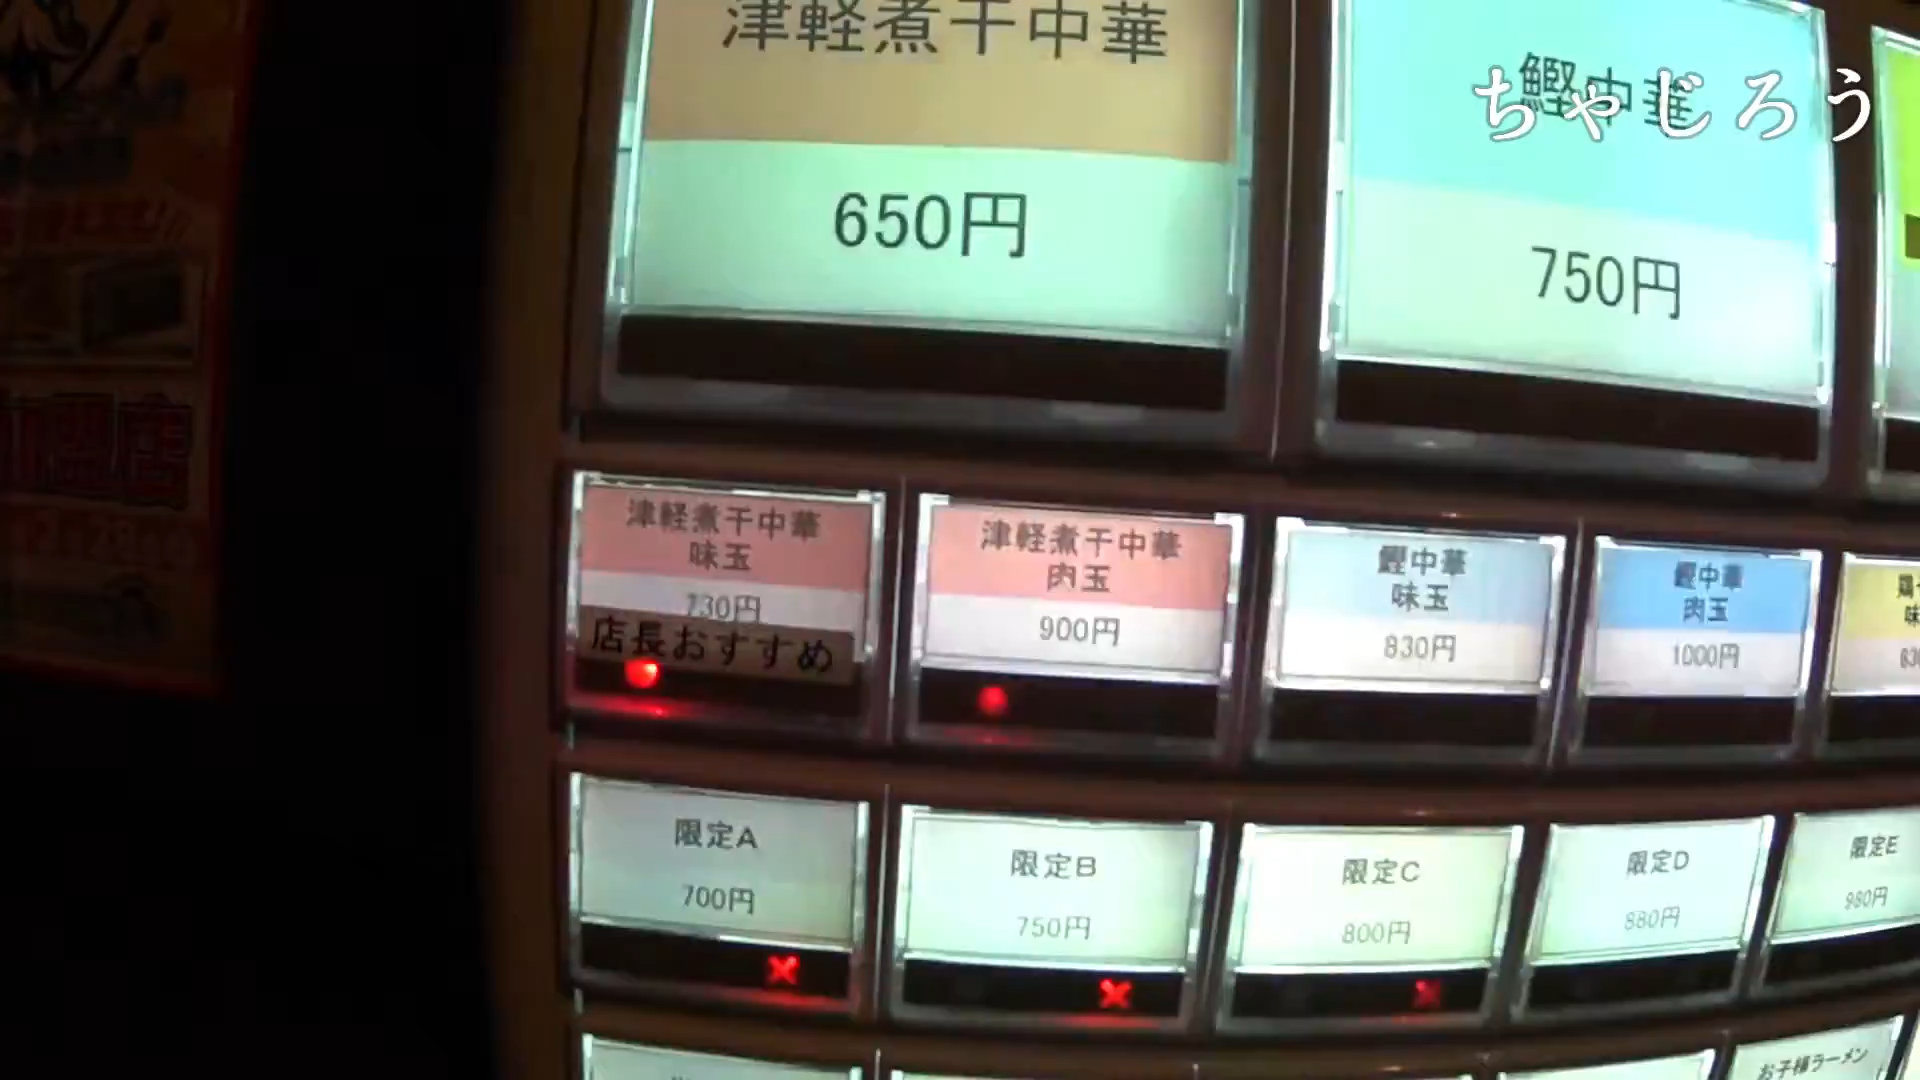 津軽煮干中華
650円
鰹中華
750円
ちゃじろう
津軽煮干中華
味玉
730円
店長おすすめ
津軽煮干中華
肉玉
900円
鰹中華
味玉
830円
鰹中華
肉玉
1000円
限定A
700円
限定B
750円
限定C
800円
限定D
880円
限定E
980円
お子様ラーメン